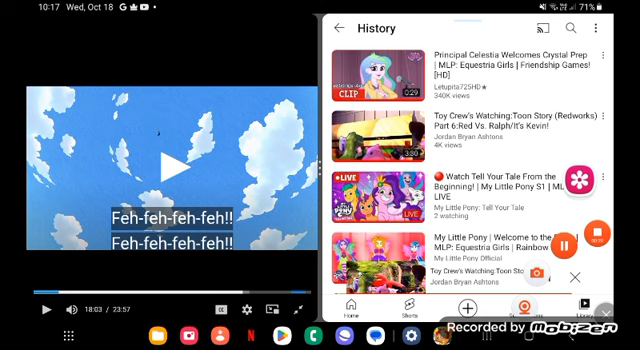 10:17 Wed, Oct 18 G
71%
Feh-feh-feh-feh!!
Feh-feh-feh-feh!!
18:03 / 23:57
History
Principal Celestia Welcomes Crystal Prep
| MLP: Equestria Girls | Friendship Games!
[HD]
Letupita725HD★
340K views
CLIP
0:29
Toy Crew's Watching:Toon Story (Redworks)
Part 6:Red Vs. Ralph/It's Kevin!
Jordan Bryan Ashtons
4K views
3:30
LIVE
🔴 Watch Tell Your Tale From the
Beginning! | My Little Pony S1 | ML
LIVE
My Little Pony: Tell Your Tale
2 watching
LIVE
My Little Pony | Welcome to the
MLP: Equestria Girls | Rainbow
My Little Pony Official
Toy Crew's Watching:Toon Sto
Jordan Bryan Ashtons
Home
Shorts
Library
Recorded by mobizen